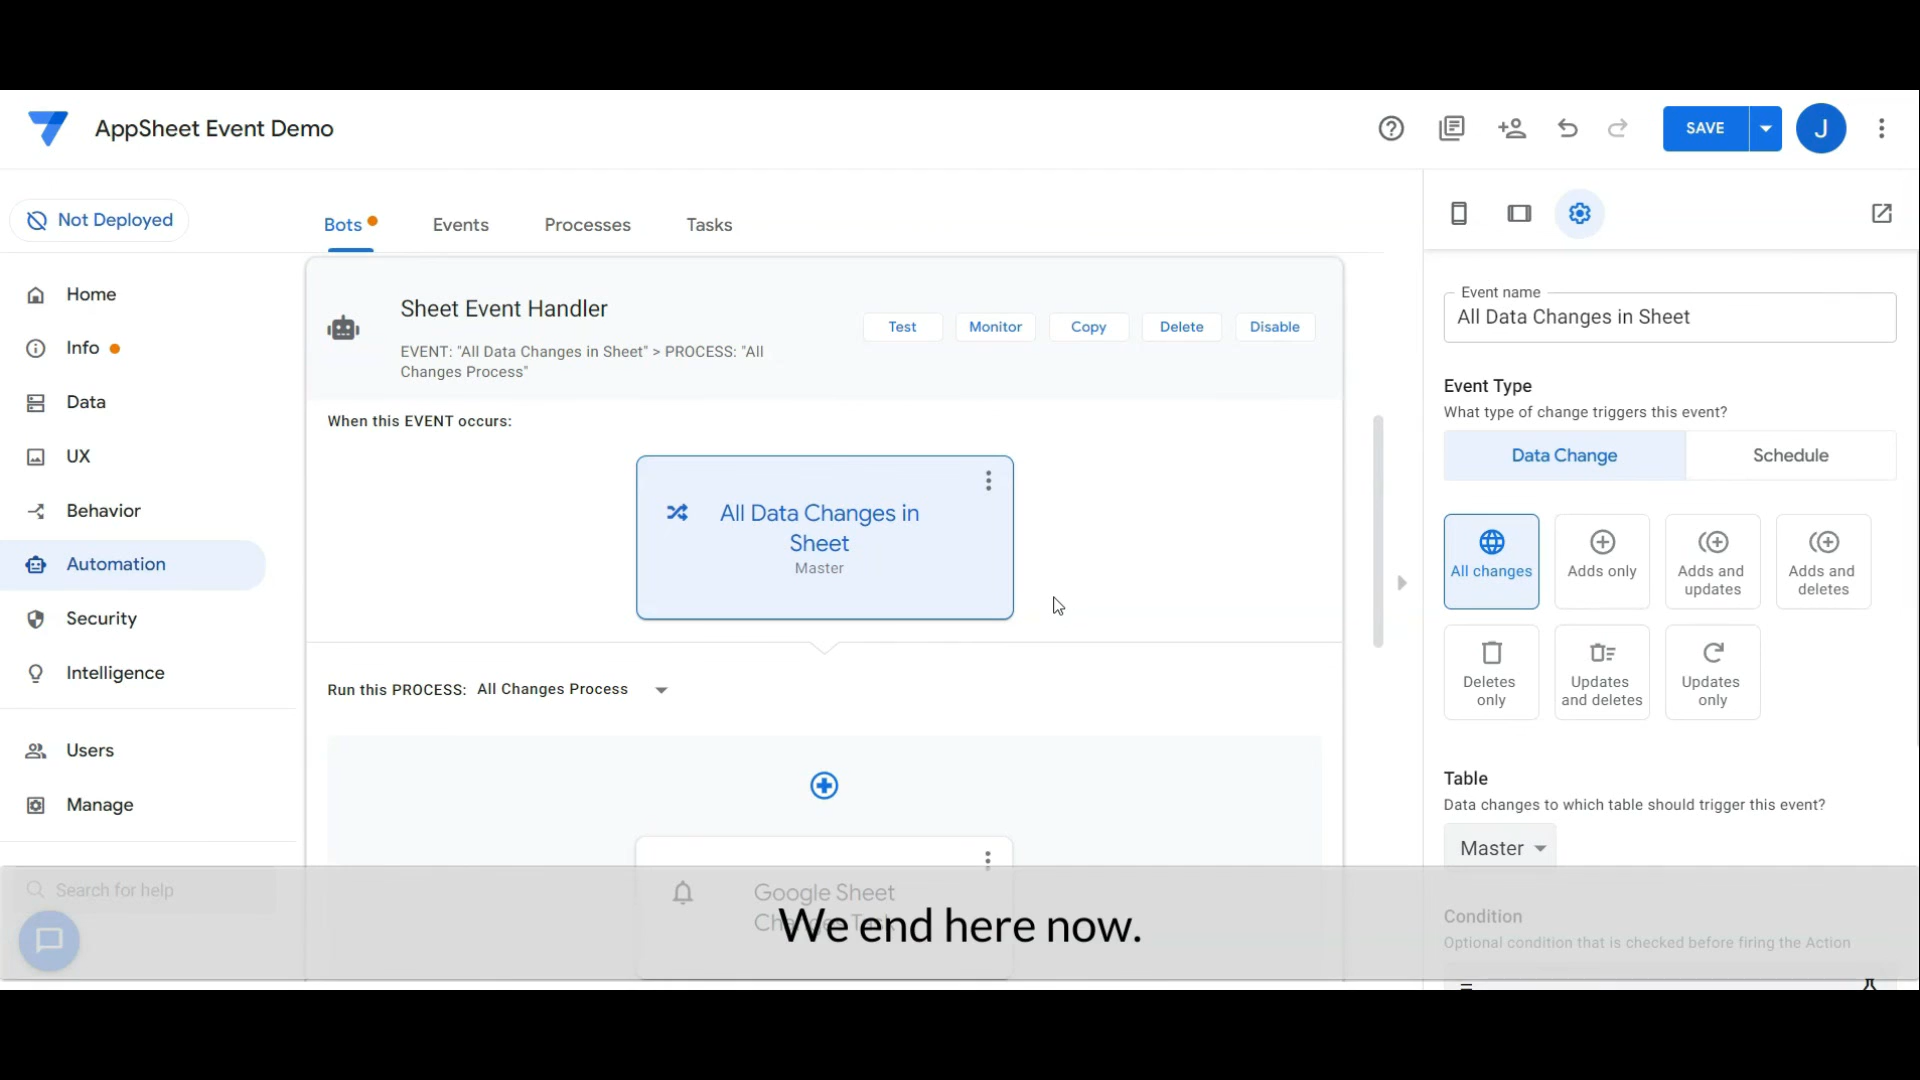 AppSheet Event Demo
SAVE
J
Not Deployed
Bots
Events
Processes
Tasks
Home
Info
Data
UX
Behavior
Automation
Security
Intelligence
Users
Manage
Search for help
Sheet Event Handler
EVENT: "All Data Changes in Sheet" > PROCESS: "All
Changes Process"
Test
Monitor
Copy
Delete
Disable
When this EVENT occurs:
All Data Changes in
Sheet
Master
Run this PROCESS: All Changes Process
Google Sheet
Changes Task
Event name
All Data Changes in Sheet
Event Type
What type of change triggers this event?
Data Change
Schedule
All changes
Adds only
Adds and
updates
Adds and
deletes
Deletes
only
Updates
and deletes
Updates
only
Table
Data changes to which table should trigger this event?
Master
Condition
Optional condition that is checked before firing the Action
=
We end here now.